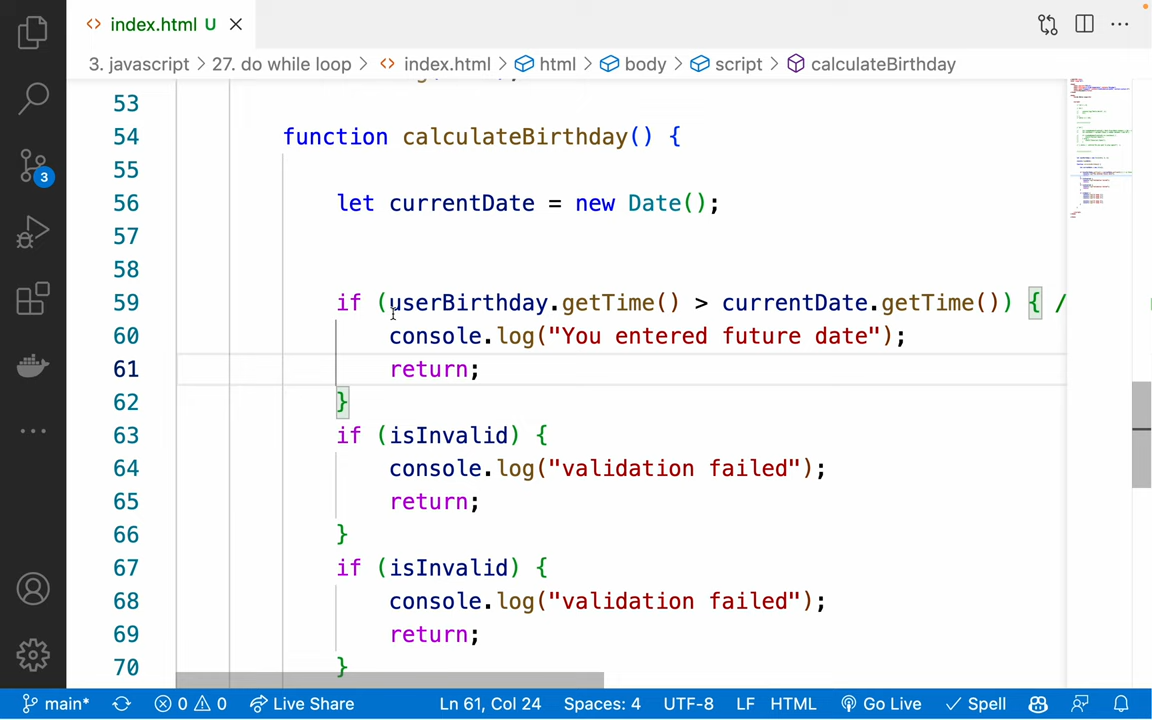 <> index.html U ×
3. javascript > 27. do while loop > <> index.html > html > body > script > calculateBirthday
53
54 function calculateBirthday() {
55
56 let currentDate = new Date();
57
58
59 if (userBirthday.getTime() > currentDate.getTime()) { /
60 console.log("You entered future date");
61 return;
62 }
63 if (isInvalid) {
64 console.log("validation failed");
65 return;
66 }
67 if (isInvalid) {
68 console.log("validation failed");
69 return;
70 }
3
main* 0 0 Live Share Ln 61, Col 24 Spaces: 4 UTF-8 LF HTML Go Live Spell